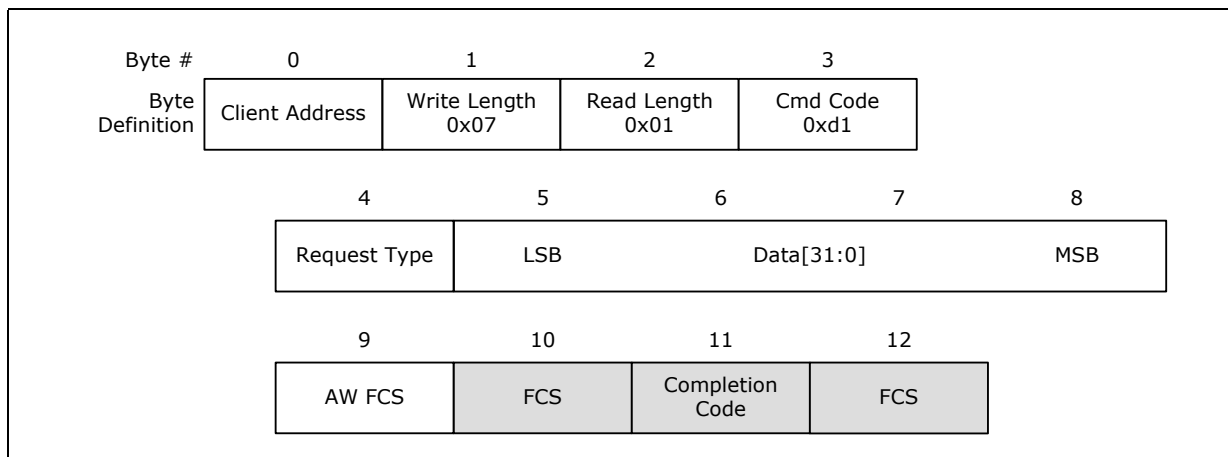 Byte # 0 1 2 3
Byte Definition
Client Address
Write Length
0x07
Read Length
0x01
Cmd Code
0xd1
4 5 6 7 8
Request Type LSB Data[31:0] MSB
9 10 11 12
AW FCS FCS
Completion
Code
FCS